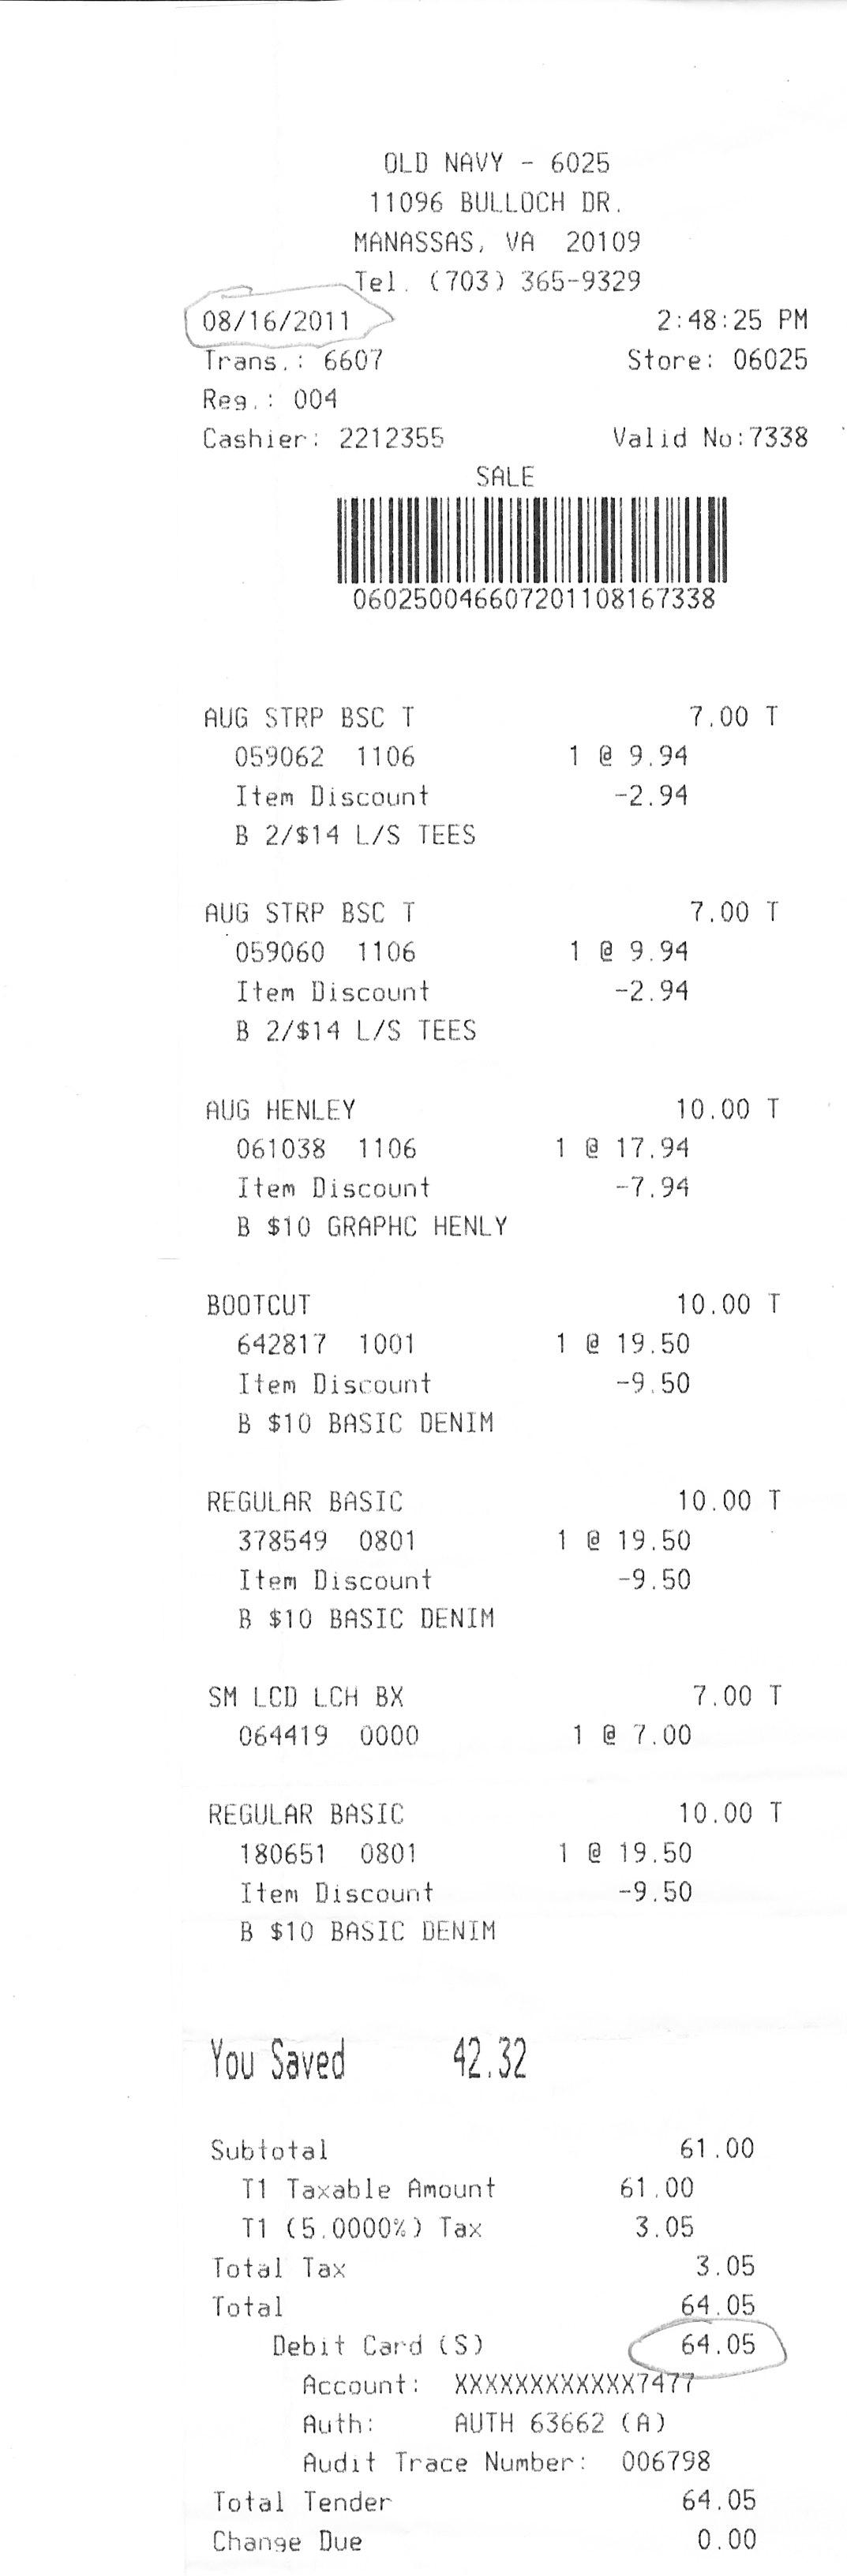 OLD NAVY - 6025
11096 BULLOCH DR.
MANASSAS, VA 20109
Tel. (703) 365-9329
08/16/2011 2:48:25 PM
Trans.: 6607 Store: 06025
Reg.: 004
Cashier: 2212355 Valid No:7338
SALE
060250046607201108167338
AUG STRP BSC T 7.00 T
059062 1106 1 @ 9.94
Item Discount -2.94
B 2/$14 L/S TEES
AUG STRP BSC T 7.00 T
059060 1106 1 @ 9.94
Item Discount -2.94
B 2/$14 L/S TEES
AUG HENLEY 10.00 T
061038 1106 1 @ 17.94
Item Discount -7.94
B $10 GRAPHC HENLY
BOOTCUT 10.00 T
642817 1001 1 @ 19.50
Item Discount -9.50
B $10 BASIC DENIM
REGULAR BASIC 10.00 T
378549 0801 1 @ 19.50
Item Discount -9.50
B $10 BASIC DENIM
SM LCD LCH BX 7.00 T
064419 0000 1 @ 7.00
REGULAR BASIC 10.00 T
180651 0801 1 @ 19.50
Item Discount -9.50
B $10 BASIC DENIM
You Saved 42.32
Subtotal 61.00
T1 Taxable Amount 61.00
T1 (5.0000%) Tax 3.05
Total Tax 3.05
Total 64.05
Debit Card (S) 64.05
Account: XXXXXXXXXXXX7477
Auth: AUTH 63662 (A)
Audit Trace Number: 006798
Total Tender 64.05
Change Due 0.00